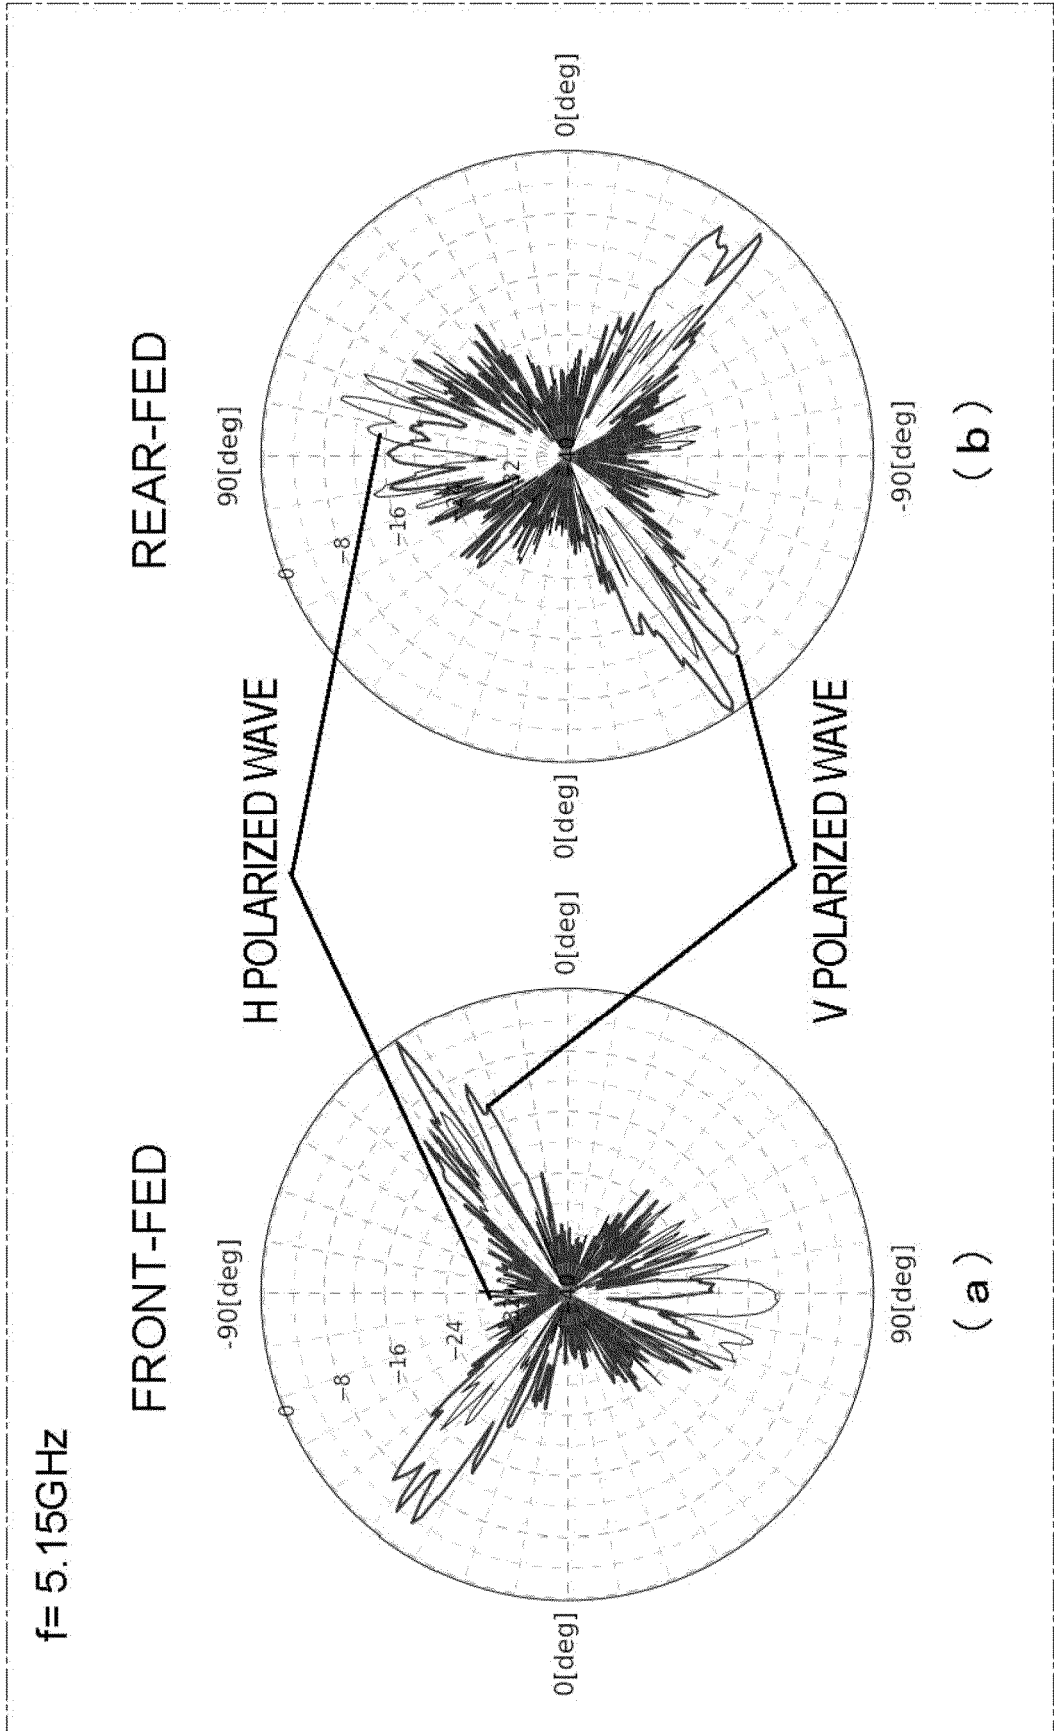 f= 5.15GHz
FRONT-FED
REAR-FED
-90[deg]
90[deg]
0
−8
−16
−24
0
−8
−16
−32
H POLARIZED WAVE
0[deg]
0[deg]
0[deg]
0[deg]
V POLARIZED WAVE
90[deg]
-90[deg]
(a)
(b)